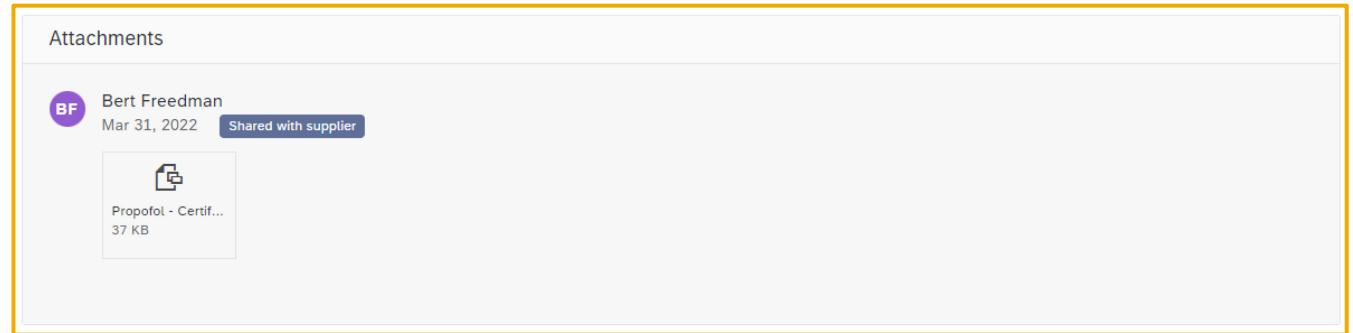 Attachments
BF
Bert Freedman
Mar 31, 2022 Shared with supplier
Propofol - Certif...
37 KB